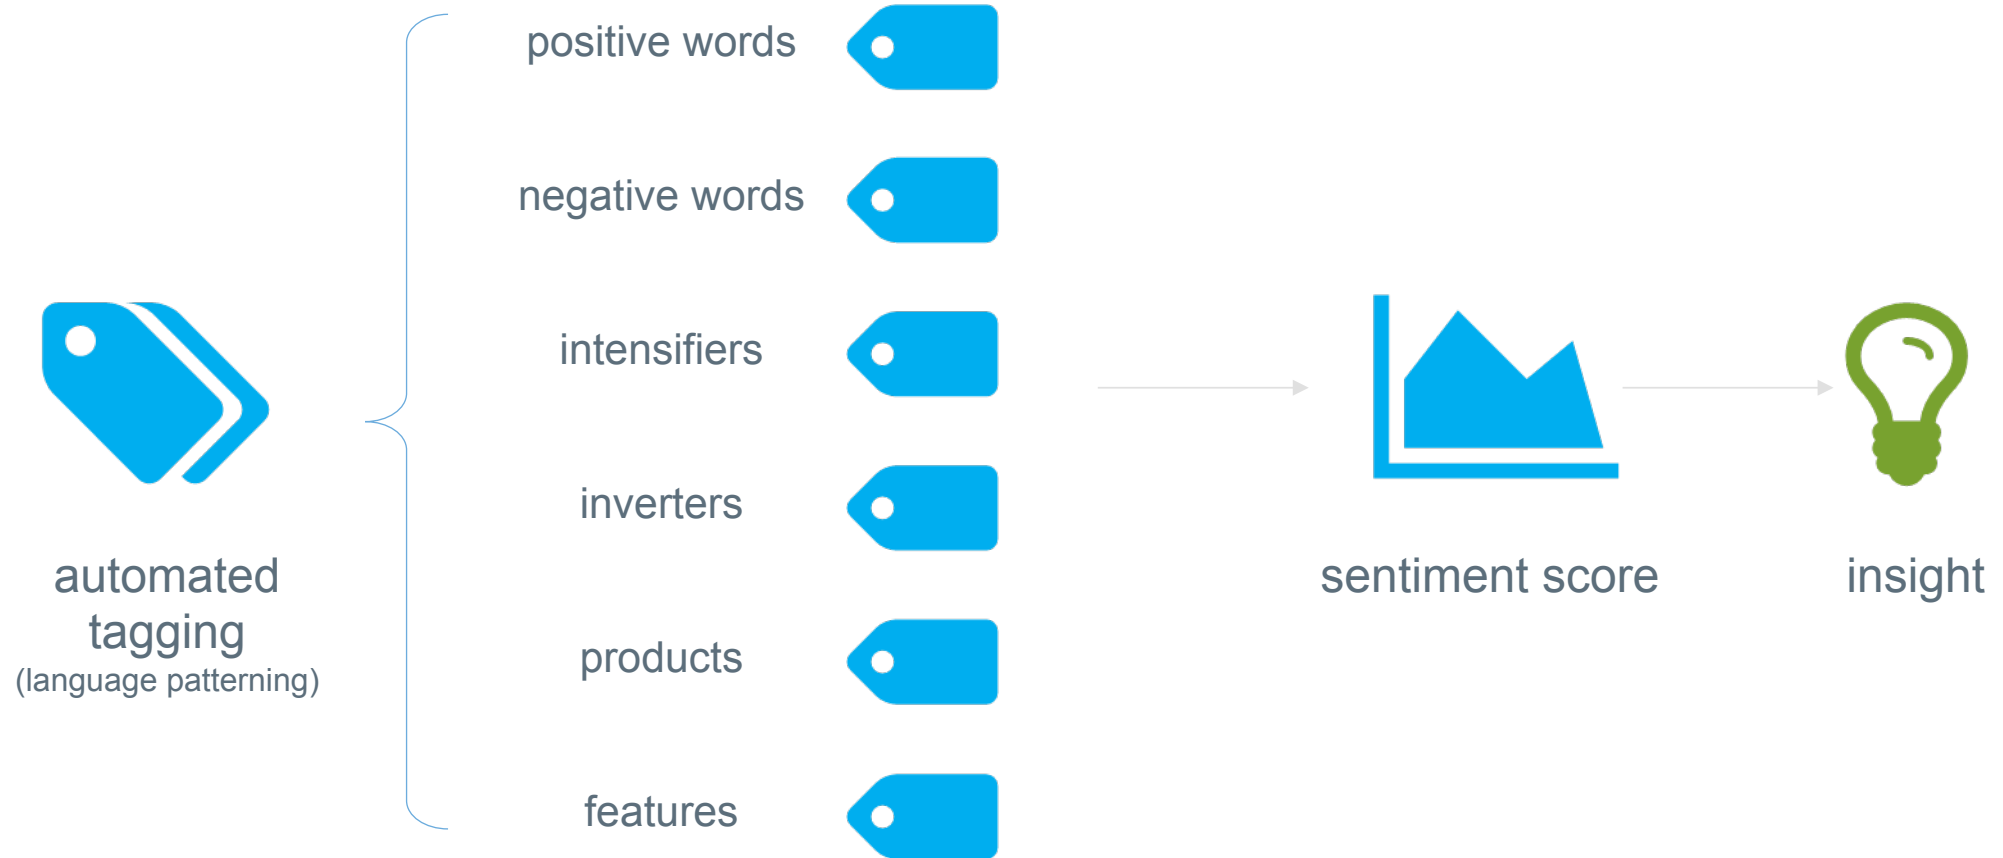 positive words
negative words
intensifiers
inverters
products
features
automated
tagging
(language patterning)
sentiment score
insight